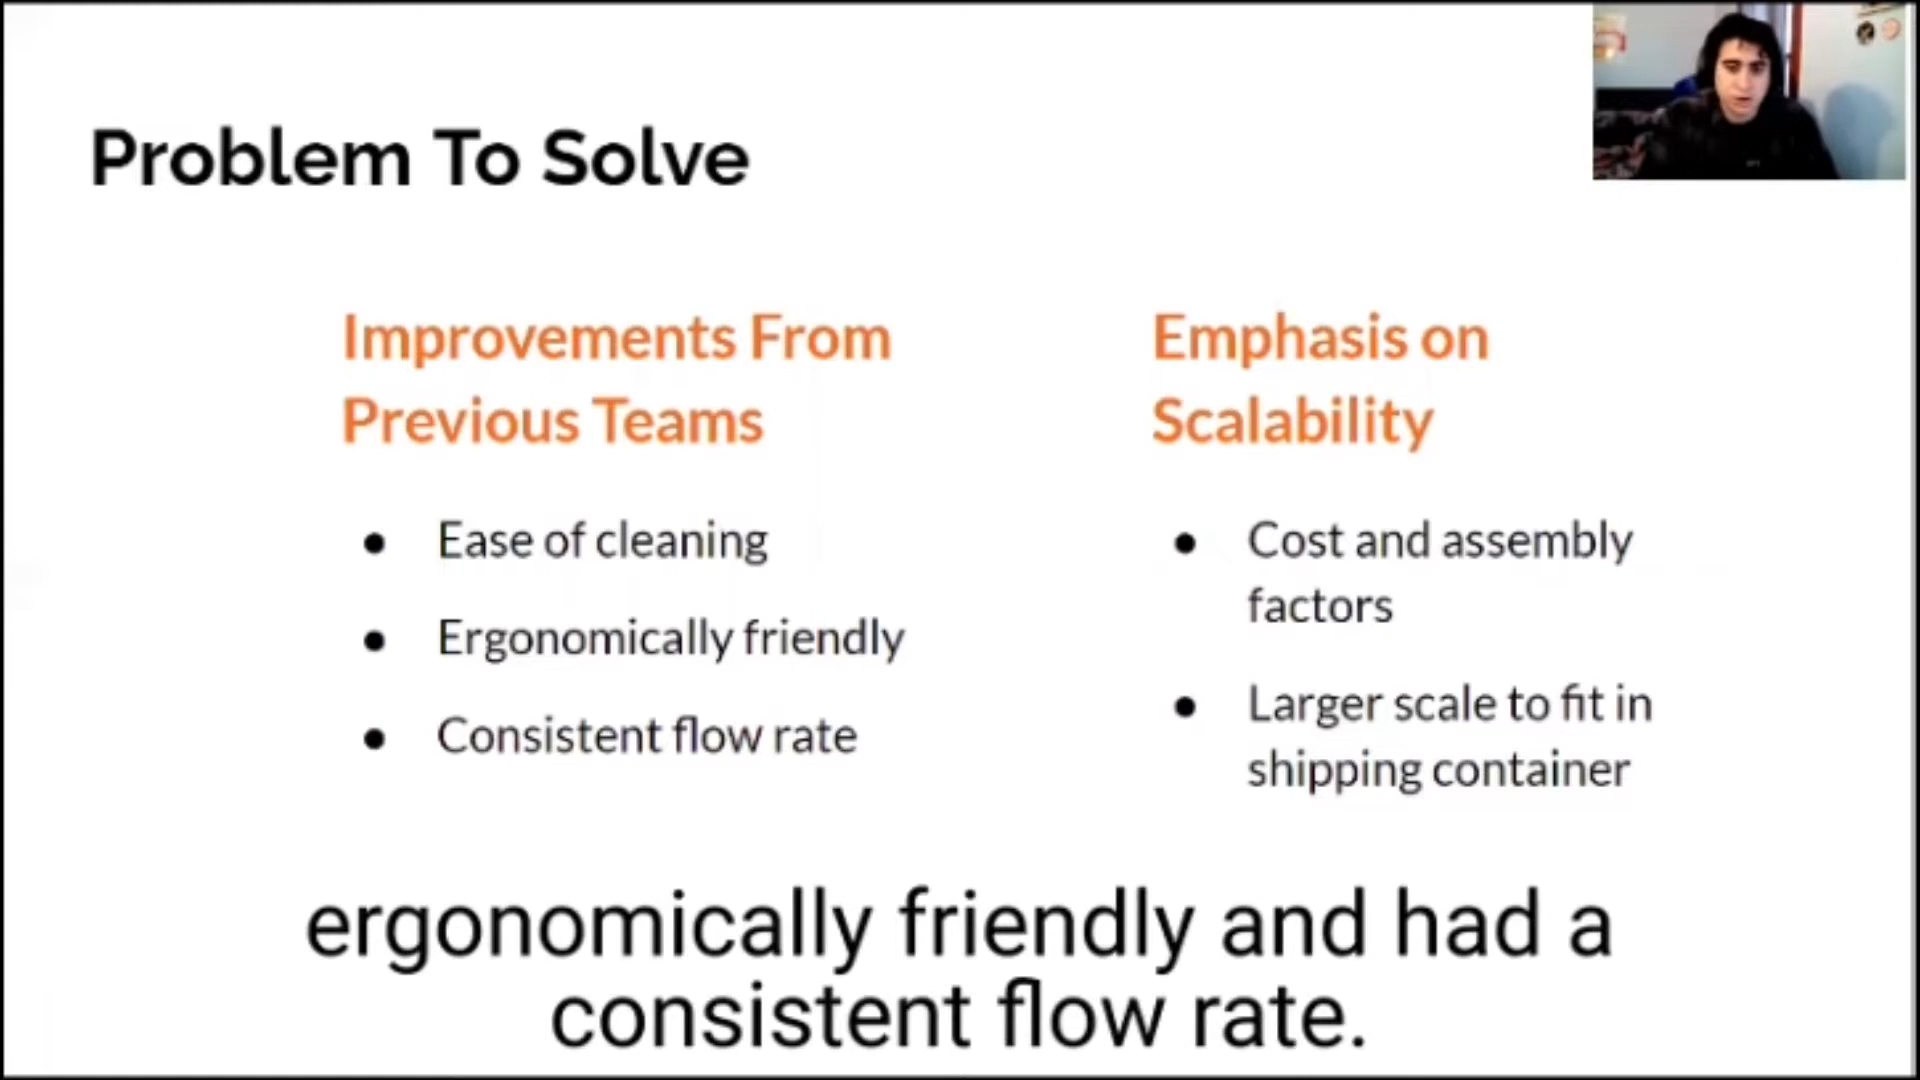 Problem To Solve
Improvements From
Previous Teams
• Ease of cleaning
• Ergonomically friendly
• Consistent flow rate
Emphasis on
Scalability
• Cost and assembly
factors
• Larger scale to fit in
shipping container
ergonomically friendly and had a
consistent flow rate.